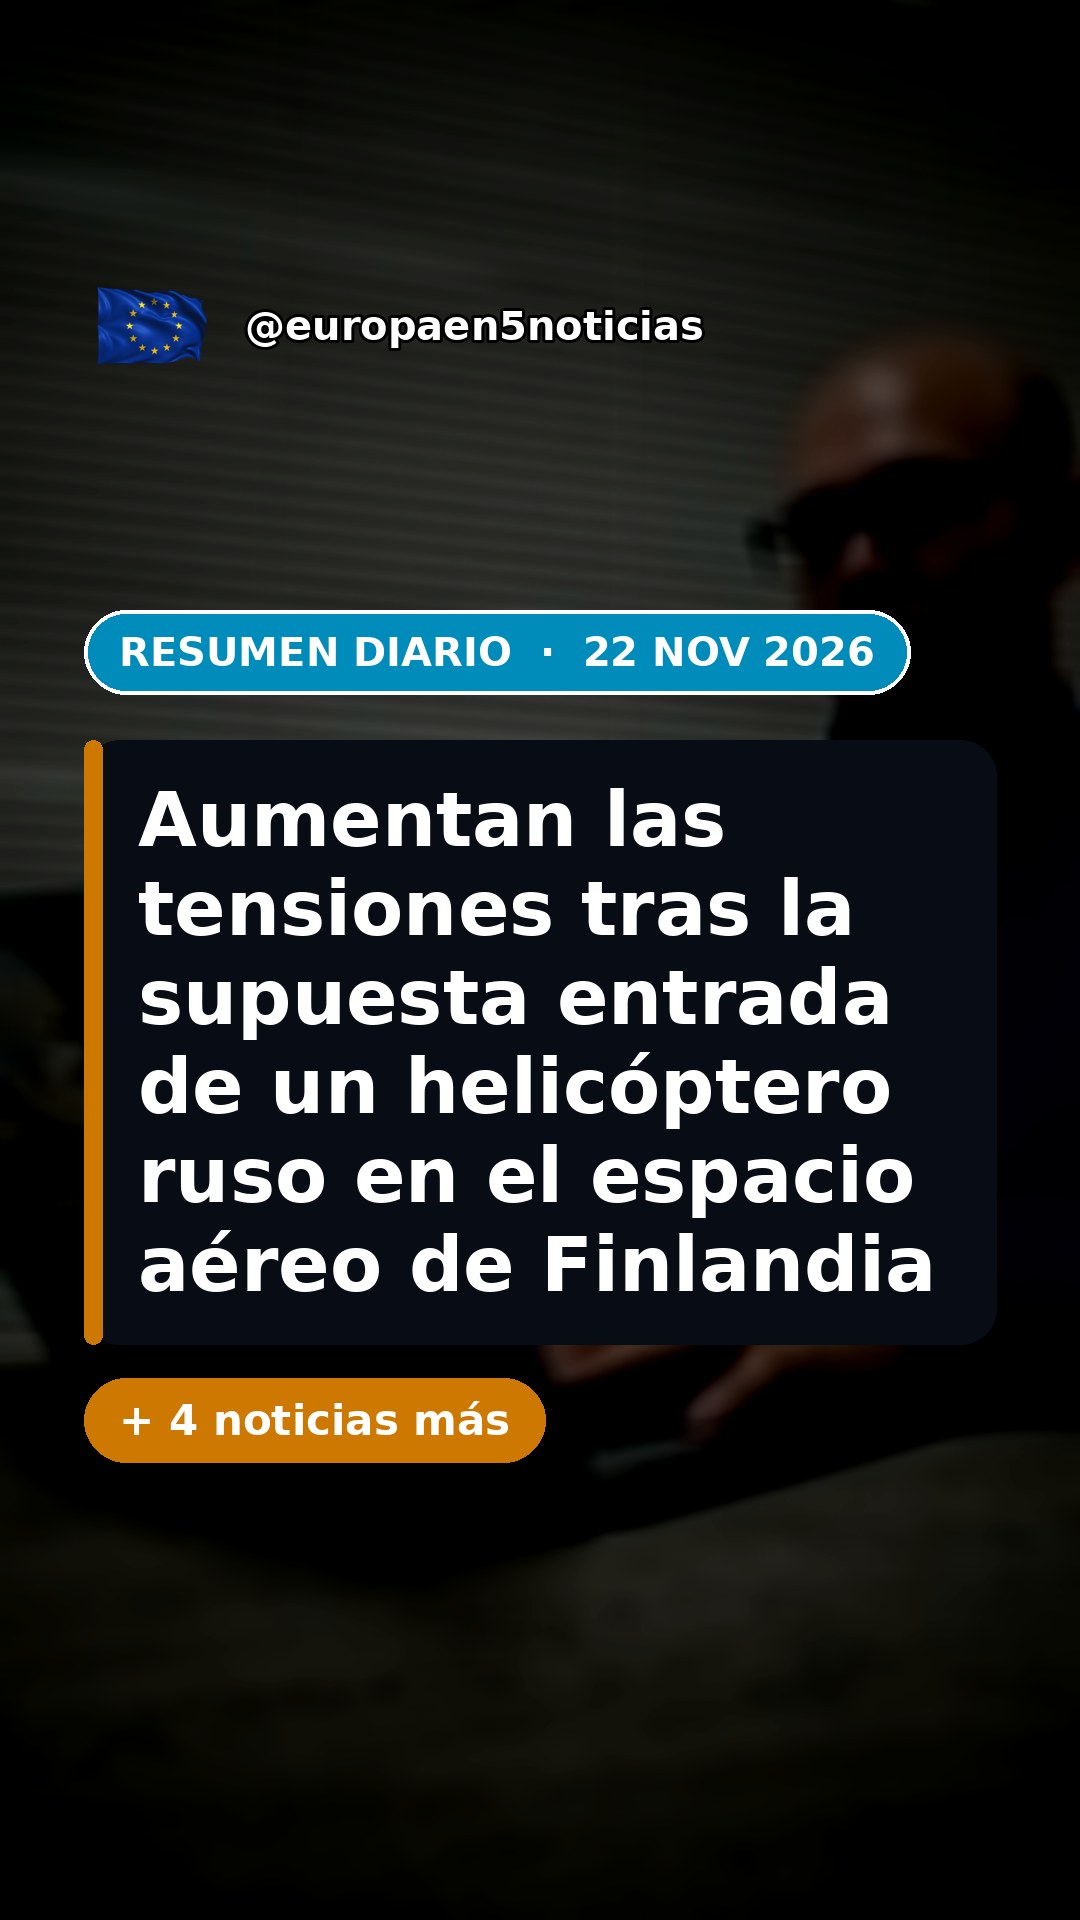 @europaen5noticias
RESUMEN DIARIO · 22 NOV 2026
Aumentan las
tensiones tras la
supuesta entrada
de un helicóptero
ruso en el espacio
aéreo de Finlandia
+ 4 noticias más